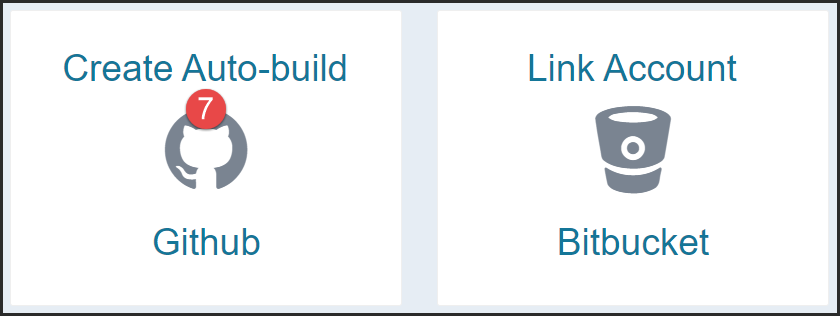 Create Auto-build
7
Github
Link Account
Bitbucket